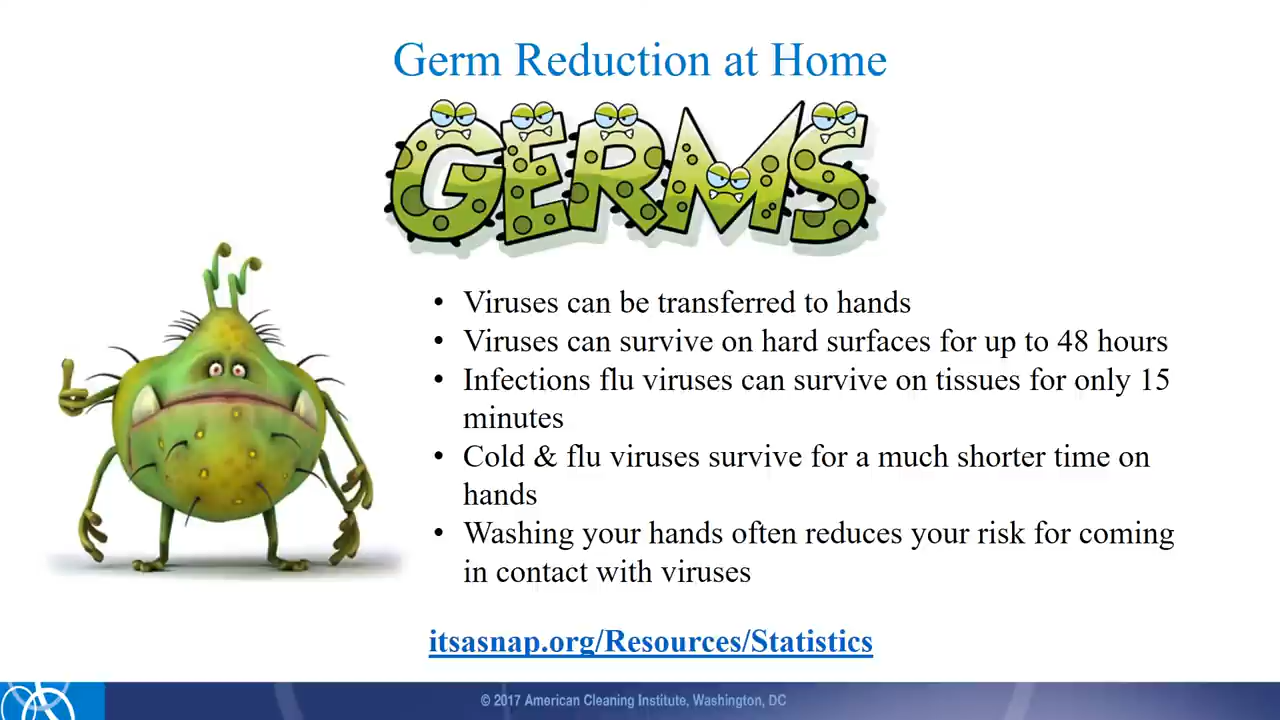 Germ Reduction at Home
GERMS
• Viruses can be transferred to hands
• Viruses can survive on hard surfaces for up to 48 hours
• Infections flu viruses can survive on tissues for only 15
minutes
• Cold & flu viruses survive for a much shorter time on
hands
• Washing your hands often reduces your risk for coming
in contact with viruses
itsasnap.org/Resources/Statistics
© 2017 American Cleaning Institute, Washington, DC